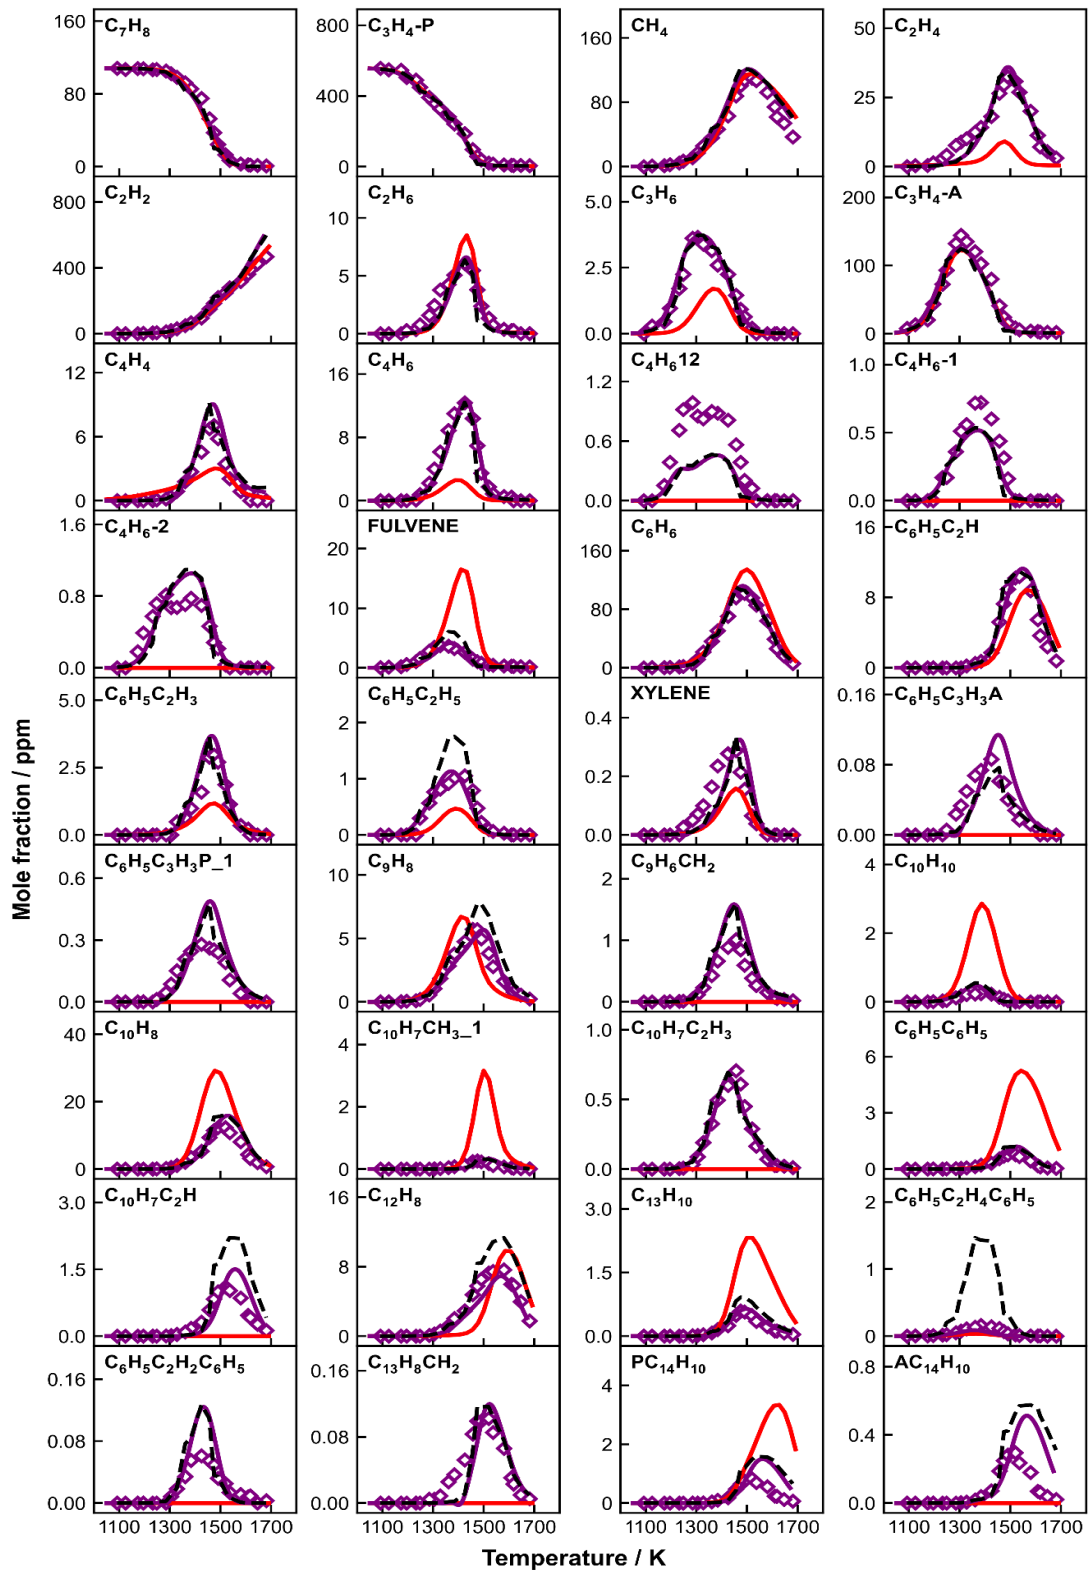 C7H8
160
80
0
C3H4-P
800
400
0
CH4
160
80
0
C2H4
50
25
0
C2H2
800
400
0
C2H6
10
5
0
C3H6
5.0
2.5
0.0
C3H4-A
200
100
0
C4H4
12
6
0
C4H6
16
8
0
C4H612
1.2
0.6
0.0
C4H6-1
1.0
0.5
0.0
C4H6-2
1.6
0.8
0.0
FULVENE
20
10
0
C6H6
160
80
0
C6H5C2H
16
8
0
C6H5C2H3
5.0
2.5
0.0
C6H5C2H5
2
1
0
XYLENE
0.4
0.2
0.0
C6H5C3H3A
0.16
0.08
0.00
C6H5C3H3P_1
0.6
0.3
0.0
C9H8
10
5
0
C9H6CH2
2
1
0
C10H10
4
2
0
C10H8
40
20
0
C10H7CH3_1
4
2
0
C10H7C2H3
1.0
0.5
0.0
C6H5C6H5
6
3
0
C10H7C2H
3.0
1.5
0.0
C12H8
16
8
0
C13H10
3.0
1.5
0.0
C6H5C2H4C6H5
2
1
0
C6H5C2H2C6H5
0.16
0.08
0.00
C13H8CH2
0.16
0.08
0.00
PC14H10
4
2
0
AC14H10
0.8
0.4
0.0
1100 1300 1500 1700
1100 1300 1500 1700
1100 1300 1500 1700
1100 1300 1500 1700
Mole fraction / ppm
Temperature / K